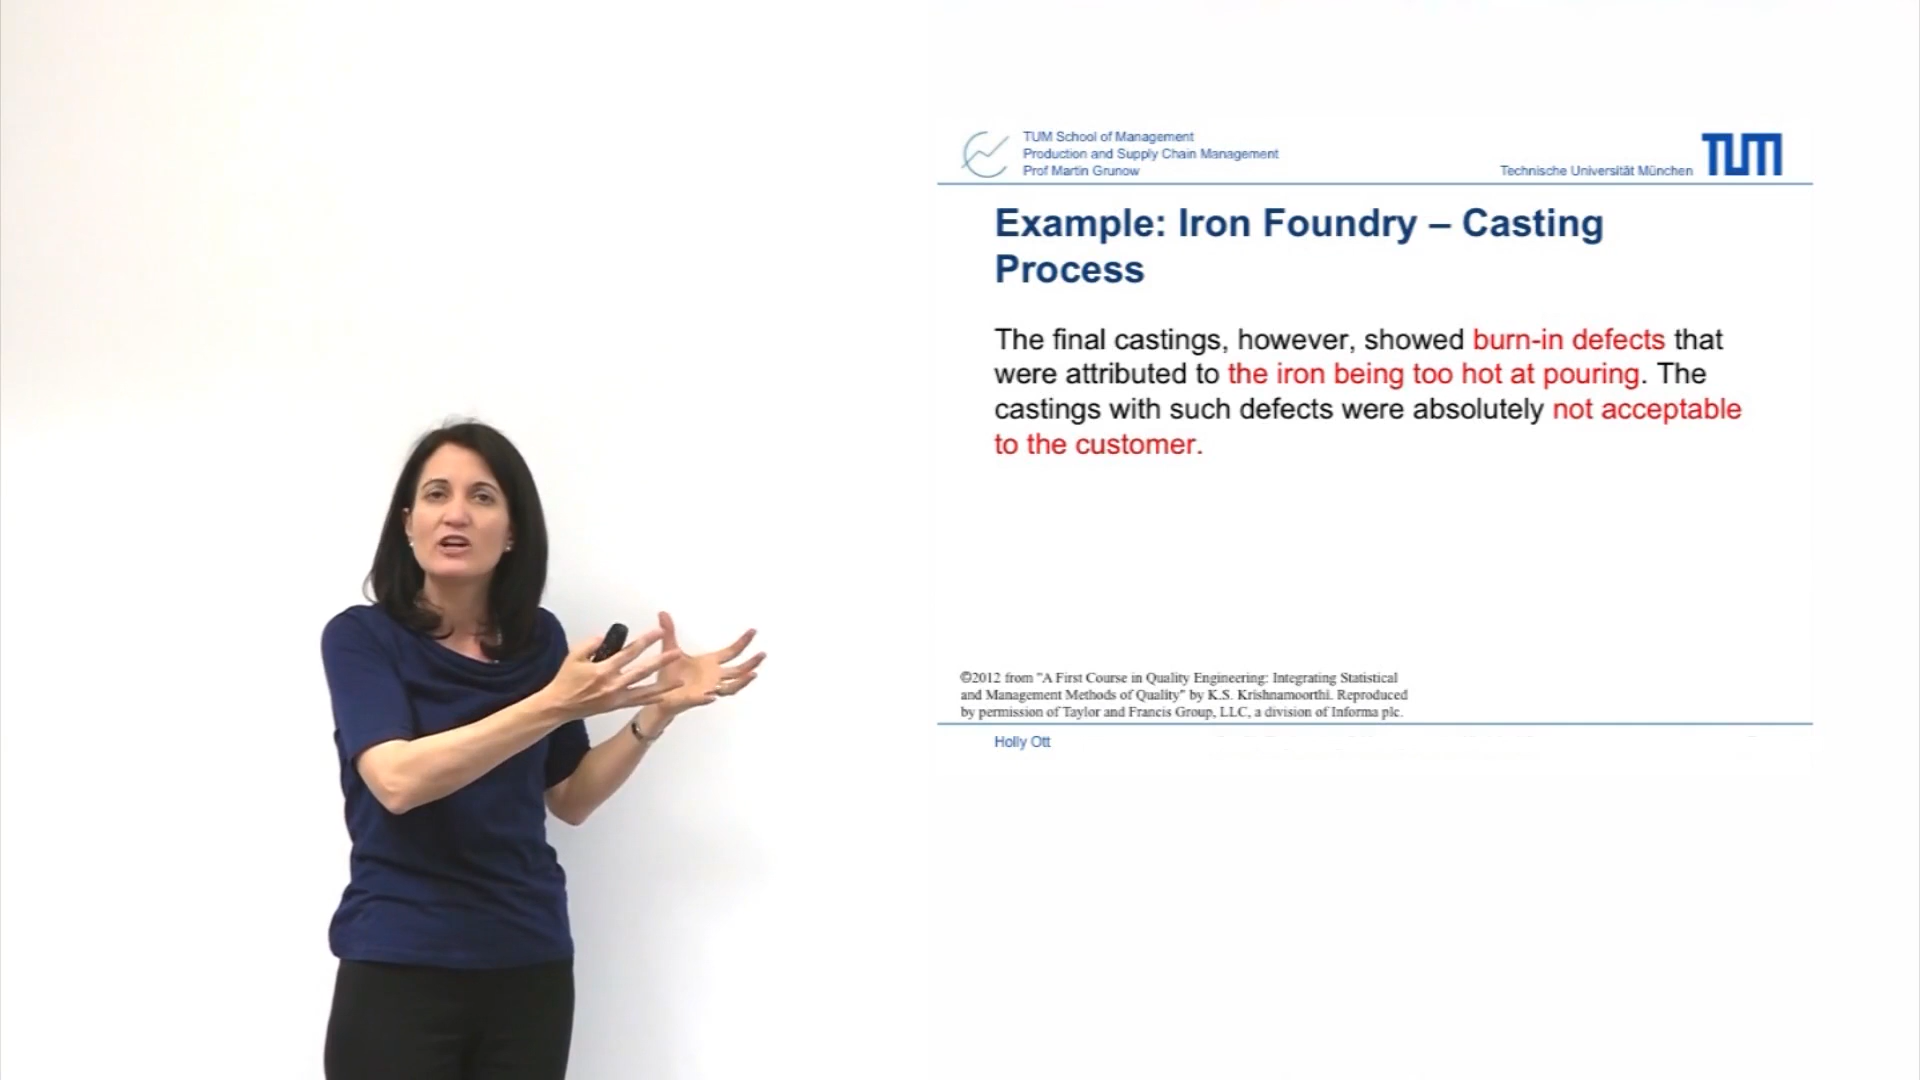 TUM School of Management
Production and Supply Chain Management
Prof Martin Grunow
Technische Universität München
TUM
Example: Iron Foundry – Casting
Process
The final castings, however, showed burn-in defects that
were attributed to the iron being too hot at pouring. The
castings with such defects were absolutely not acceptable
to the customer.
©2012 from "A First Course in Quality Engineering: Integrating Statistical
and Management Methods of Quality" by K.S. Krishnamoorthi. Reproduced
by permission of Taylor and Francis Group, LLC, a division of Informa plc.
Holly Ott